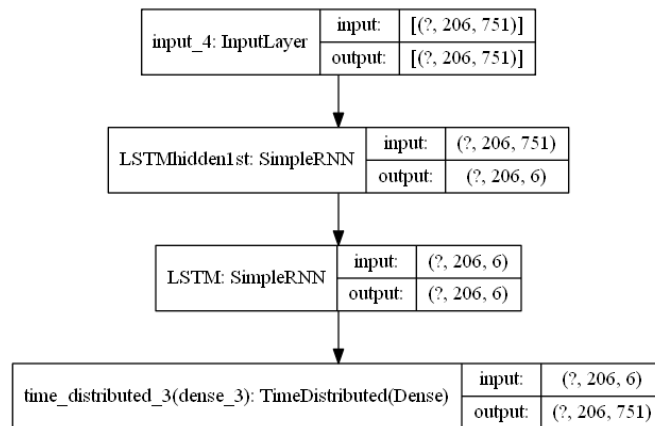 input_4: InputLayer
input: [(?, 206, 751)]
output: [(?, 206, 751)]
LSTMhidden1st: SimpleRNN
input: (?, 206, 751)
output: (?, 206, 6)
LSTM: SimpleRNN
input: (?, 206, 6)
output: (?, 206, 6)
time_distributed_3(dense_3): TimeDistributed(Dense)
input: (?, 206, 6)
output: (?, 206, 751)